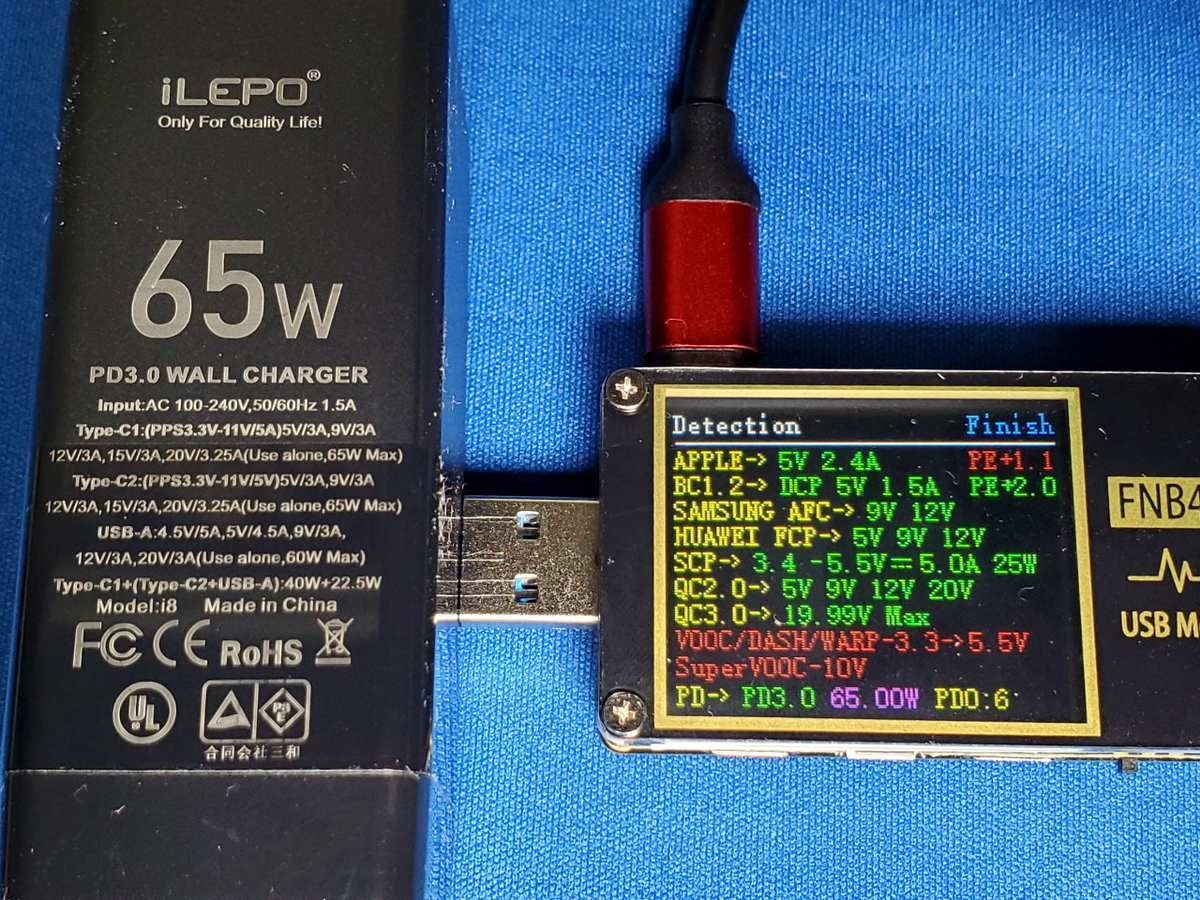 iLEPO®
Only For Quality Life!
65W
PD3.0 WALL CHARGER
Input:AC 100-240V,50/60Hz 1.5A
Type-C1:(PPS3.3V-11V/5A)5V/3A,9V/3A
12V/3A,15V/3A,20V/3.25A(Use alone,65W Max)
Type-C2:(PPS3.3V-11V/5V)5V/3A,9V/3A
12V/3A,15V/3A,20V/3.25A(Use alone,65W Max)
USB-A:4.5V/5A,5V/4.5A,9V/3A,
12V/3A,20V/3A(Use alone,60W Max)
Type-C1+(Type-C2+USB-A):40W+22.5W
Model:i8 Made in China
FC CE RoHS
UL PSE
合同会社三和
Detection Finish
APPLE-> 5V 2.4A PE+1.1
BC1.2-> DCP 5V 1.5A PE+2.0
SAMSUNG AFC-> 9V 12V
HUAWEI FCP-> 5V 9V 12V
SCP-> 3.4 -5.5V=5.0A 25W
QC2.0-> 5V 9V 12V 20V
QC3.0-> 19.99V Max
VOOC/DASH/WARP-3.3->5.5V
SuperVOOC-10V
PD-> PD3.0 65.00W PDO:6
FNB4
USB M